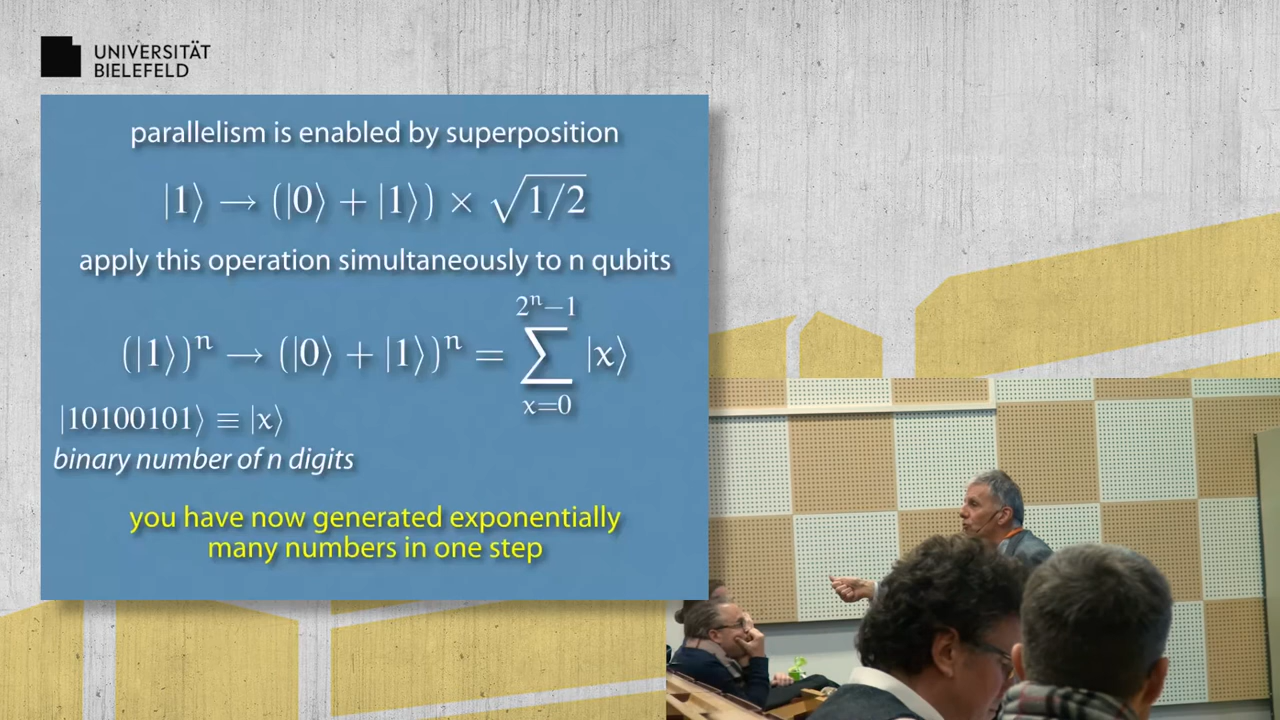 UNIVERSITÄT
BIELEFELD
parallelism is enabled by superposition
|1⟩ → (|0⟩ + |1⟩) × √1/2
apply this operation simultaneously to n qubits
(|1⟩)ⁿ → (|0⟩ + |1⟩)ⁿ = ∑_{x=0}^{2ⁿ−1} |x⟩
|10100101⟩ ≡ |x⟩
binary number of n digits
you have now generated exponentially
many numbers in one step